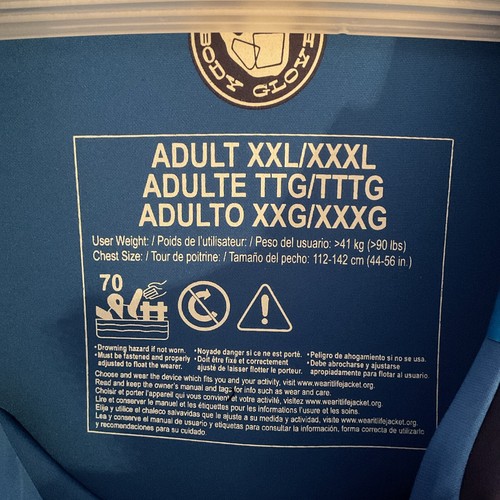 BODY GLOVE
ADULT XXL/XXXL
ADULTE TTG/TTTG
ADULTO XXG/XXXG
User Weight: / Poids de l'utilisateur: / Peso del usuario: >41 kg (>90 lbs)
Chest Size: / Tour de poitrine: / Tamaño del pecho: 112-142 cm (44-56 in.)
70
• Drowning hazard if not worn.
• Must be fastened and properly
adjusted to float the wearer.
• Noyade danger si ce ne est porté.
• Doit être fixé et correctement
ajusté de laisser flotter le porteur.
• Peligro de ahogamiento si no se usa.
• Debe abrocharse y ajustarse
apropiadamente para flotar al usuario.
Choose and wear the device which fits you and your activity, visit www.wearitlifejacket.org.
Read and keep the owner's manual and tags for info such as wear and care.
Choisir et porter l'appareil qui vous convient et votre activité, visitez www.wearitlifejacket.org.
Lire et conserver le manuel et les étiquettes pour les informations l'usure et les soins.
Elija y utilice el chaleco salvavidas que le ajuste a su medida y actividad, visite www.wearitlifejacket.org.
Lea y conserve el manual de usuario y etiquetas para consultar la información, forma correcta de utilizarlo
y recomendaciones para su cuidado.